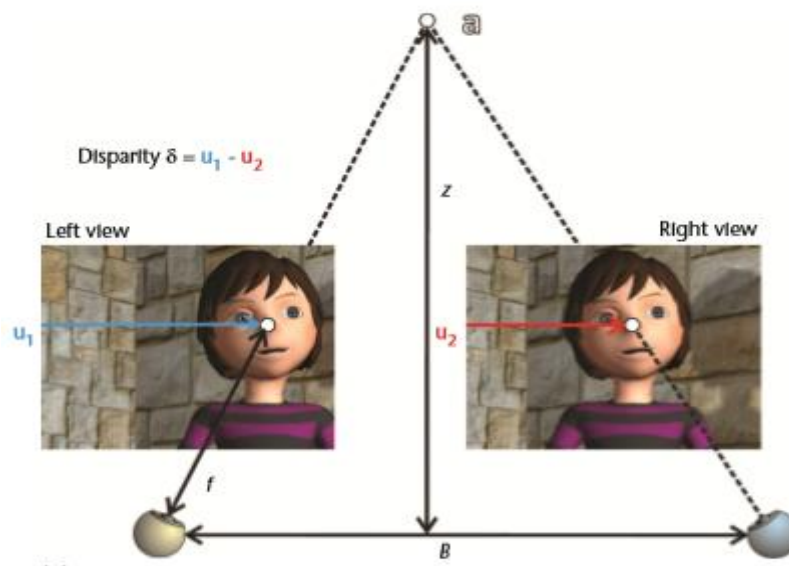 a
Disparity δ = u₁ - u₂
z
Left view
Right view
u₁
u₂
f
B